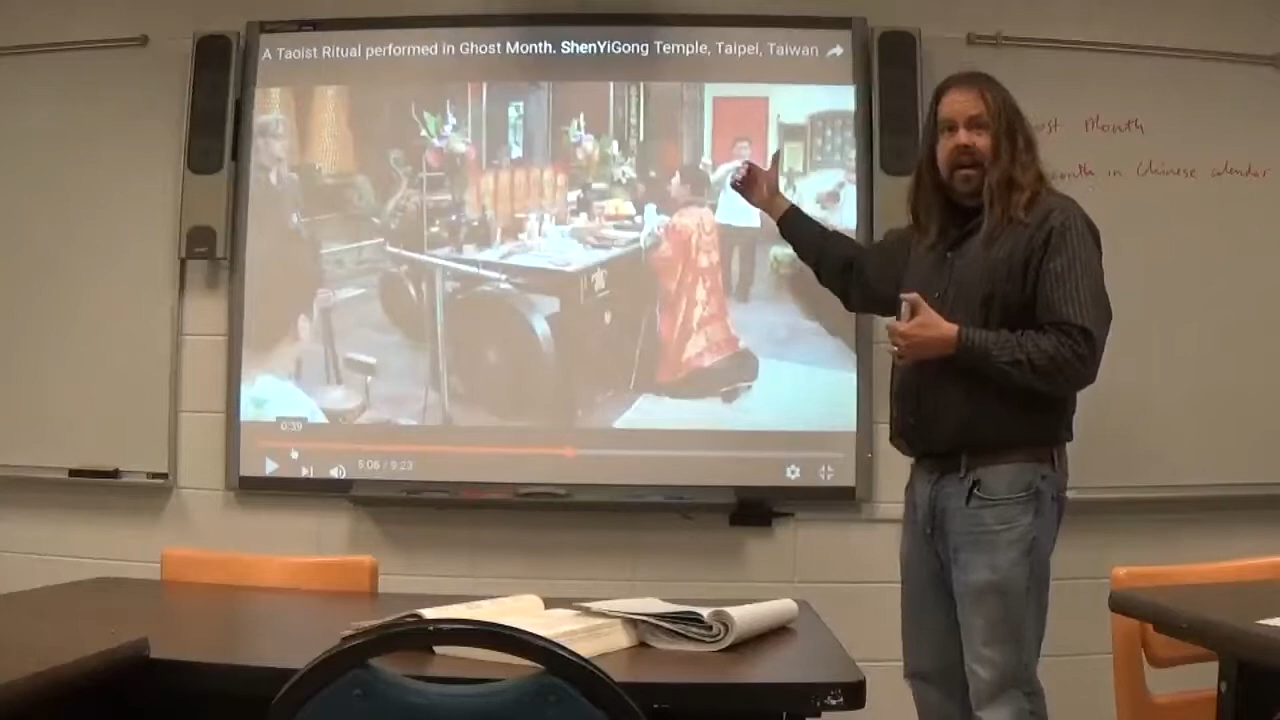 A Taoist Ritual performed in Ghost Month. ShenYiGong Temple, Taipei, Taiwan
Month
in Chinese calendar
0:39
5:06 / 9:23